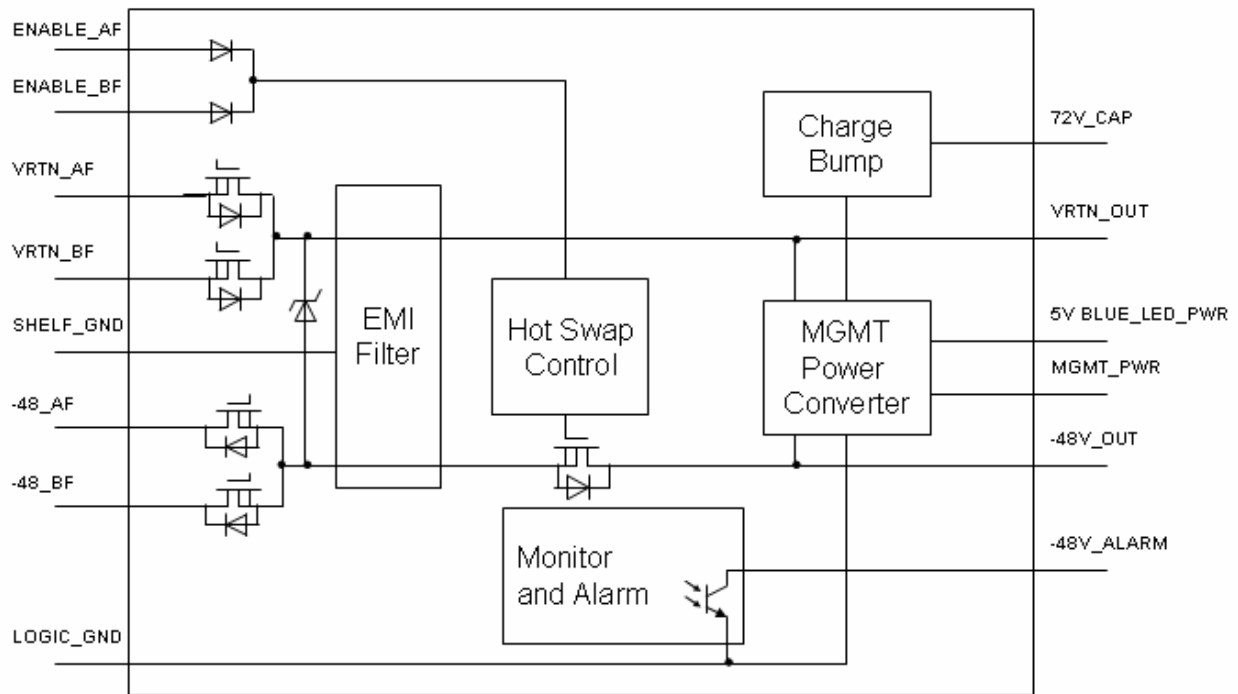 ENABLE_AF
ENABLE_BF
VRTN_AF
VRTN_BF
SHELF_GND
-48_AF
-48_BF
LOGIC_GND
EMI
Filter
Hot Swap
Control
Monitor
and Alarm
Charge
Bump
MGMT
Power
Converter
72V_CAP
VRTN_OUT
5V BLUE_LED_PWR
MGMT_PWR
-48V_OUT
-48V_ALARM